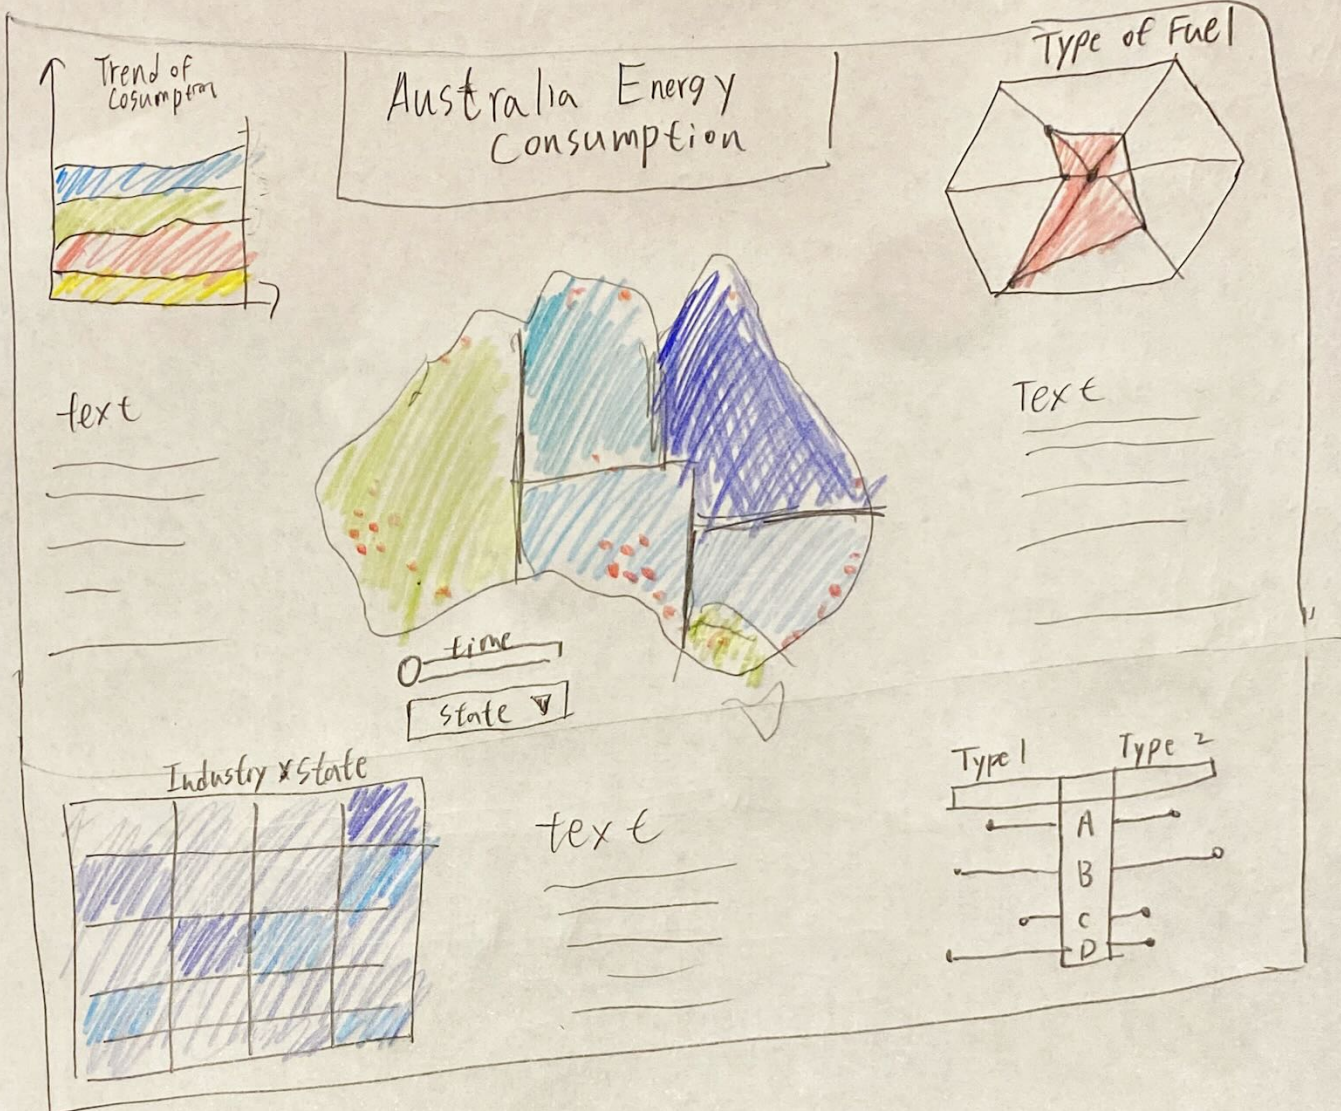 Trend of
Cosumption
Australia Energy
Consumption
Type of Fuel
text
Text
time
State
Industry x State
text
Type 1
Type 2
A
B
C
D